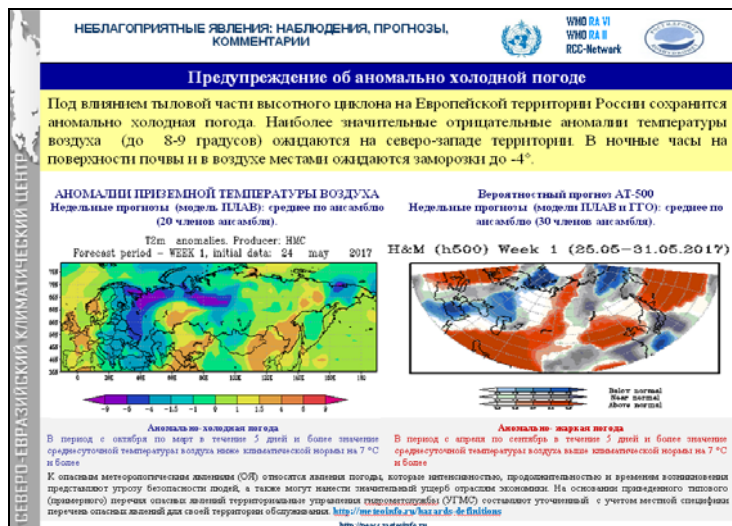 НЕБЛАГОПРИЯТНЫЕ ЯВЛЕНИЯ: НАБЛЮДЕНИЯ, ПРОГНОЗЫ,
КОММЕНТАРИИ
WMO RA VI
WMO RA II
RCC-Network
Предупреждение об аномально холодной погоде
Под влиянием тыловой части высотного циклона на Европейской территории России сохранится
аномально холодная погода. Наиболее значительные отрицательные аномалии температуры
воздуха (до 8-9 градусов) ожидаются на северо-западе территории. В ночные часы на
поверхности почвы и в воздухе местами ожидаются заморозки до -4°.
СЕВЕРО-ЕВРАЗИЙСКИЙ КЛИМАТИЧЕСКИЙ ЦЕНТР
АНОМАЛИИ ПРИЗЕМНОЙ ТЕМПЕРАТУРЫ ВОЗДУХА
Недельные прогнозы (модель ПЛАВ): среднее по ансамблю
(20 членов ансамбля).
T2m anomalies. Producer: HMC
Forecast period – WEEK 1, initial data: 24 may 2017
Вероятностный прогноз АТ-500
Недельные прогнозы (модели ПЛАВ и ГГО): среднее по
ансамблю (30 членов ансамбля).
H&M (h500) Week 1 (25.05–31.05.2017)
Below normal
Near normal
Above normal
Аномально-холодная погода
В период с октября по март в течение 5 дней и более значение
среднесуточной температуры воздуха ниже климатической нормы на 7 °С
и более
Аномально- жаркая погода
В период с апреля по сентябрь в течение 5 дней и более значение
среднесуточной температуры воздуха выше климатической нормы на 7 °С
и более
К опасным метеорологическим явлениям (ОЯ) относятся явления погоды, которые интенсивностью, продолжительностью и временем возникновения
представляют угрозу безопасности людей, а также могут нанести значительный ущерб отраслям экономики. На основании приведенного типового
(примерного) перечня опасных явлений территориальные управления гидрометслужбы (УГМС) составляют уточненный с учетом местной специфики
перечень опасных явлений для своей территории обслуживания. http://meteoinfo.ru/hazards-definitions